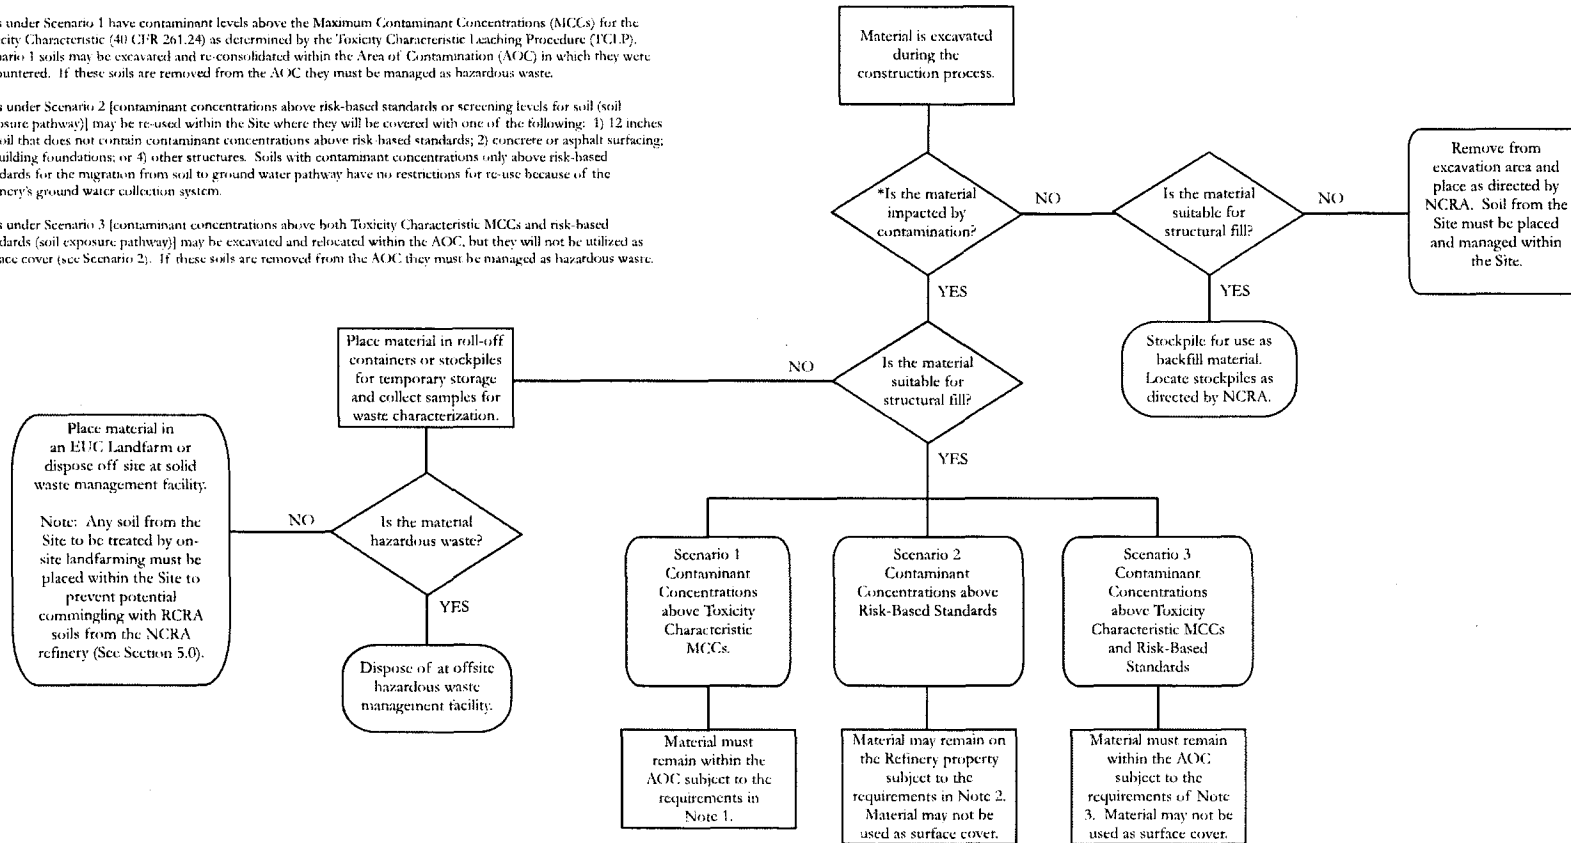 s under Scenario 1 have contaminant levels above the Maximum Contaminant Concentrations (MCCs) for the
icity Characteristic (40 CFR 261.24) as determined by the Toxicity Characteristic Leaching Procedure (TCLP).
nario 1 soils may be excavated and re-consolidated within the Area of Contamination (AOC) in which they were
ountered. If these soils are removed from the AOC they must be managed as hazardous waste.
s under Scenario 2 [contaminant concentrations above risk-based standards or screening levels for soil (soil
osure pathway)] may be re-used within the Site where they will be covered with one of the following: 1) 12 inches
oil that does not contain contaminant concentrations above risk-based standards; 2) concrete or asphalt surfacing;
uilding foundations; or 4) other structures. Soils with contaminant concentrations only above risk-based
dards for the migration from soil to ground water pathway have no restrictions for re-use because of the
nery's ground water collection system.
s under Scenario 3 [contaminant concentrations above both Toxicity Characteristic MCCs and risk-based
dards (soil exposure pathway)] may be excavated and relocated within the AOC, but they will not be utilized as
ace cover (see Scenario 2). If these soils are removed from the AOC they must be managed as hazardous waste.
Material is excavated
during the
construction process.
*Is the material
impacted by
contamination?
NO
Is the material
suitable for
structural fill?
NO
Remove from
excavation area and
place as directed by
NCRA. Soil from the
Site must be placed
and managed within
the Site.
YES
YES
Stockpile for use as
backfill material.
Locate stockpiles as
directed by NCRA.
Is the material
suitable for
structural fill?
NO
Place material in roll-off
containers or stockpiles
for temporary storage
and collect samples for
waste characterization.
YES
Is the material
hazardous waste?
NO
Place material in
an EUC Landfarm or
dispose off site at solid
waste management facility.
Note: Any soil from the
Site to be treated by on-
site landfarming must be
placed within the Site to
prevent potential
commingling with RCRA
soils from the NCRA
refinery (See Section 5.0).
YES
Dispose of at offsite
hazardous waste
management facility.
Scenario 1
Contaminant
Concentrations
above Toxicity
Characteristic
MCCs.
Scenario 2
Contaminant
Concentrations above
Risk-Based Standards
Scenario 3
Contaminant
Concentrations
above Toxicity
Characteristic MCCs
and Risk-Based
Standards
Material must
remain within the
AOC subject to the
requirements in
Note 1.
Material may remain on
the Refinery property
subject to the
requirements in Note 2.
Material may not be
used as surface cover.
Material must remain
within the AOC
subject to the
requirements of Note
3. Material may not be
used as surface cover.